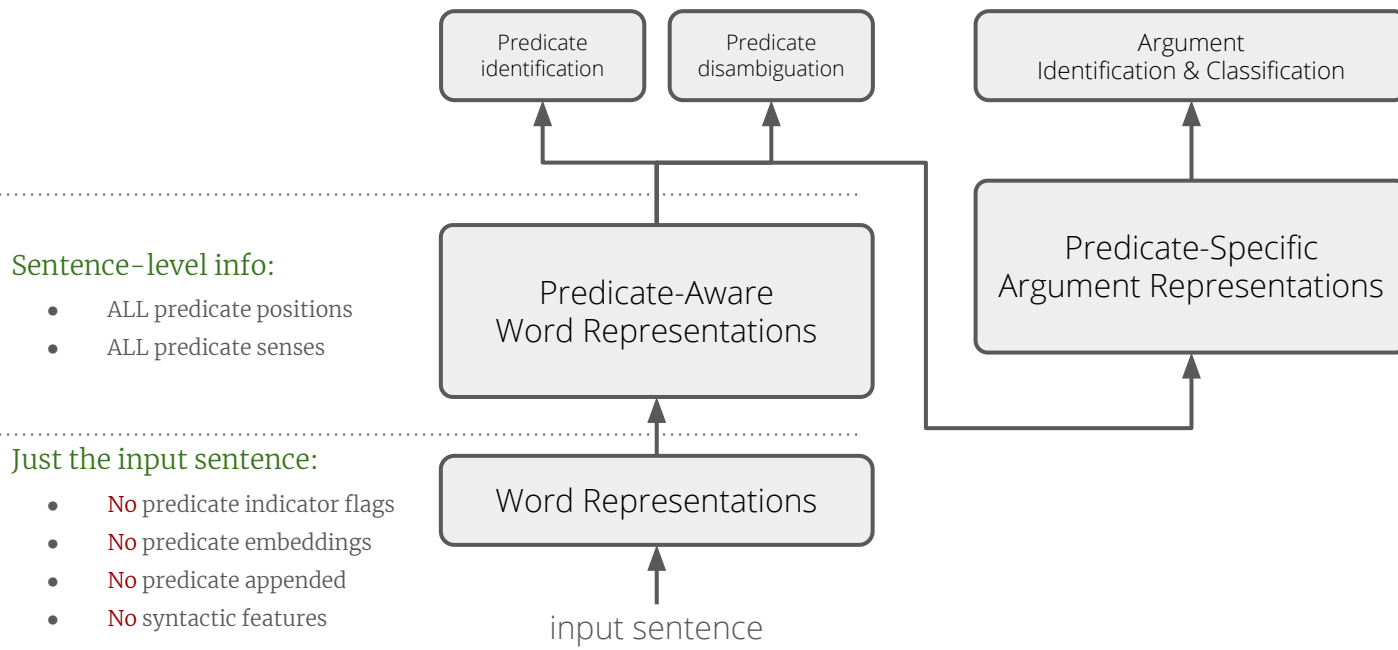 Predicate
identification
Predicate
disambiguation
Argument
Identification & Classification
Sentence-level info:
● ALL predicate positions
● ALL predicate senses
Predicate-Aware
Word Representations
Predicate-Specific
Argument Representations
Just the input sentence:
● No predicate indicator flags
● No predicate embeddings
● No predicate appended
● No syntactic features
Word Representations
input sentence